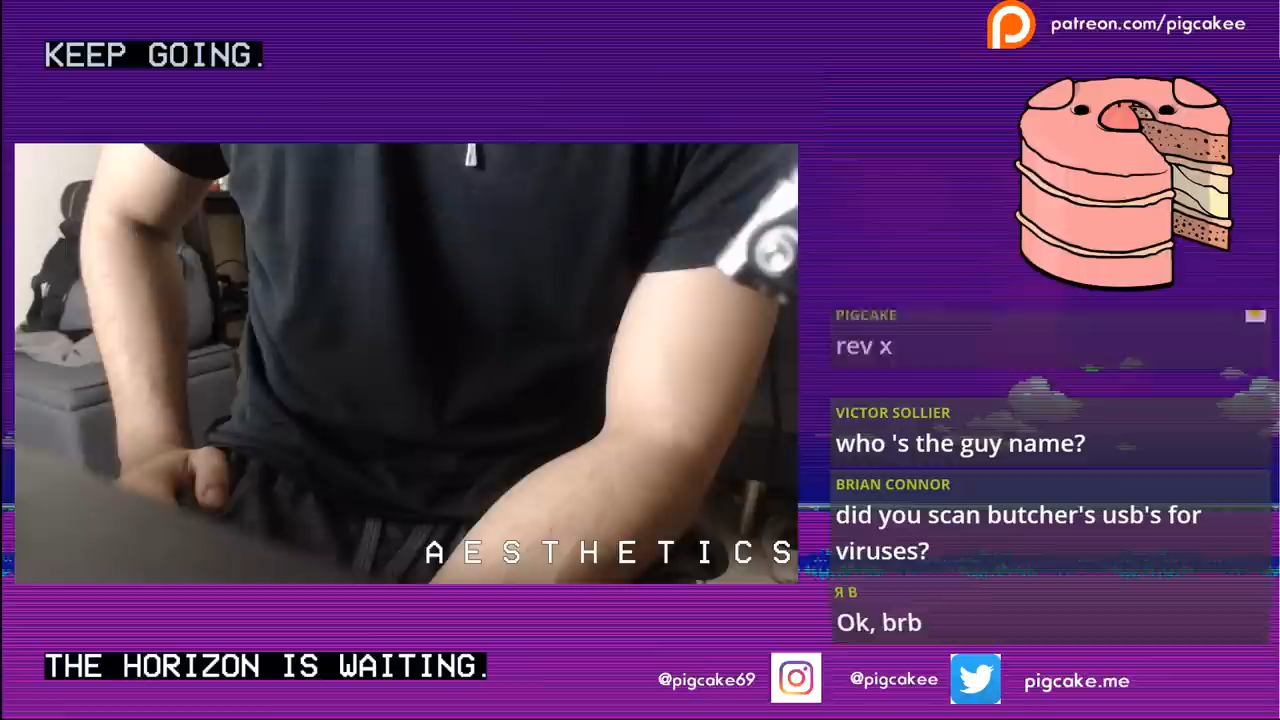 patreon.com/pigcakee
KEEP GOING.
PIGCAKE
rev x
VICTOR SOLLIER
who 's the guy name?
BRIAN CONNOR
did you scan butcher's usb's for
viruses?
Я В
Ok, brb
AESTHETICS
THE HORIZON IS WAITING.
@pigcake69
@pigcakee
pigcake.me